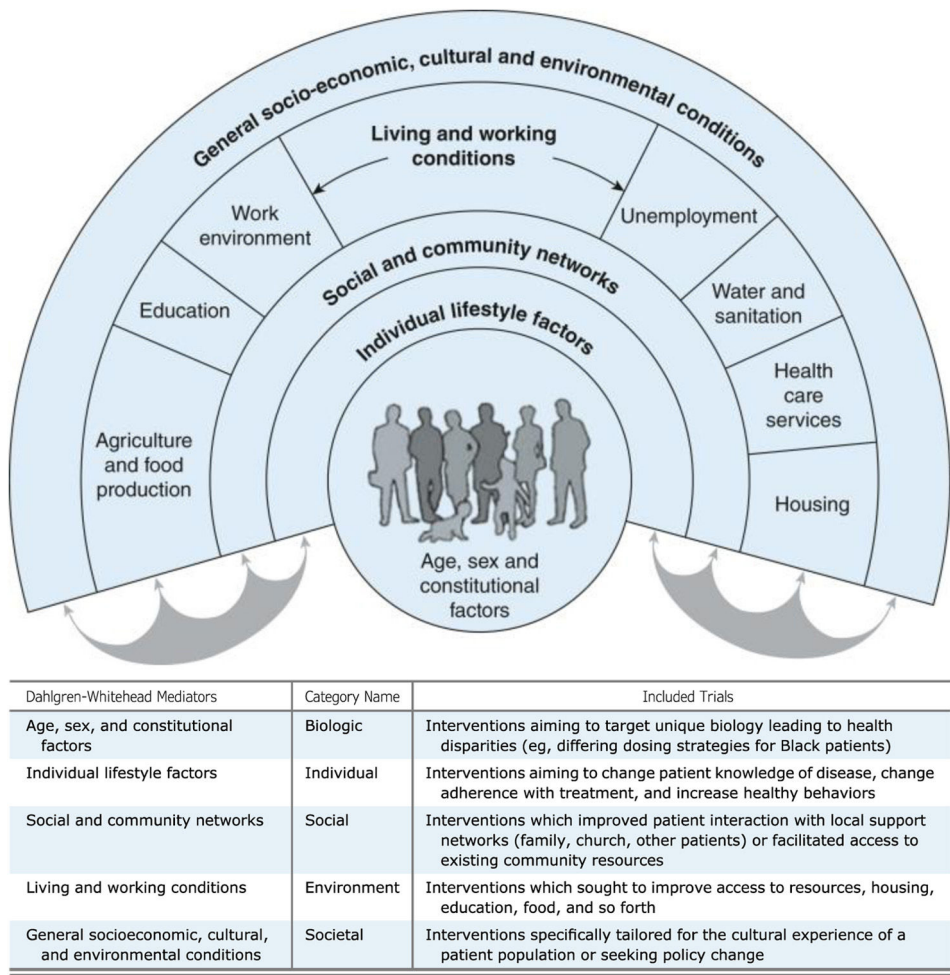 General socio-economic, cultural and environmental conditions
Living and working
conditions
Work
environment
Unemployment
Social and community networks
Education
Water and
sanitation
Individual lifestyle factors
Health
care
services
Agriculture
and food
production
Housing
Age, sex and
constitutional
factors
Dahlgren-Whitehead Mediators Category Name Included Trials
Age, sex, and constitutional Biologic Interventions aiming to target unique biology leading to health
factors disparities (eg, differing dosing strategies for Black patients)
Individual lifestyle factors Individual Interventions aiming to change patient knowledge of disease, change
adherence with treatment, and increase healthy behaviors
Social and community networks Social Interventions which improved patient interaction with local support
networks (family, church, other patients) or facilitated access to
existing community resources
Living and working conditions Environment Interventions which sought to improve access to resources, housing,
education, food, and so forth
General socioeconomic, cultural, Societal Interventions specifically tailored for the cultural experience of a
and environmental conditions patient population or seeking policy change